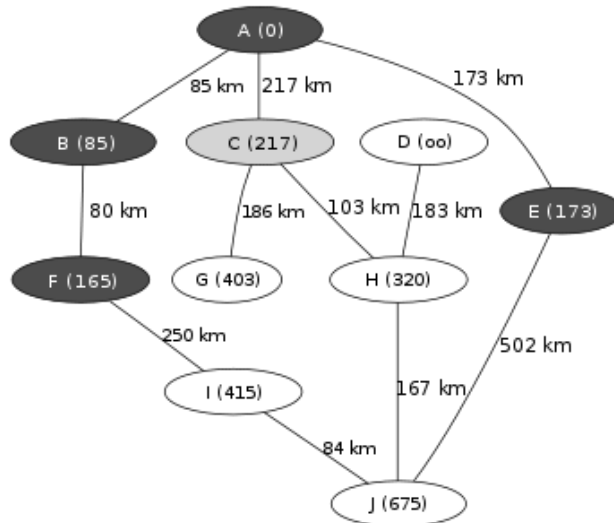 A (0)
85 km
217 km
173 km
B (85)
C (217)
D (oo)
80 km
186 km
103 km
183 km
E (173)
F (165)
G (403)
H (320)
250 km
502 km
I (415)
167 km
84 km
J (675)